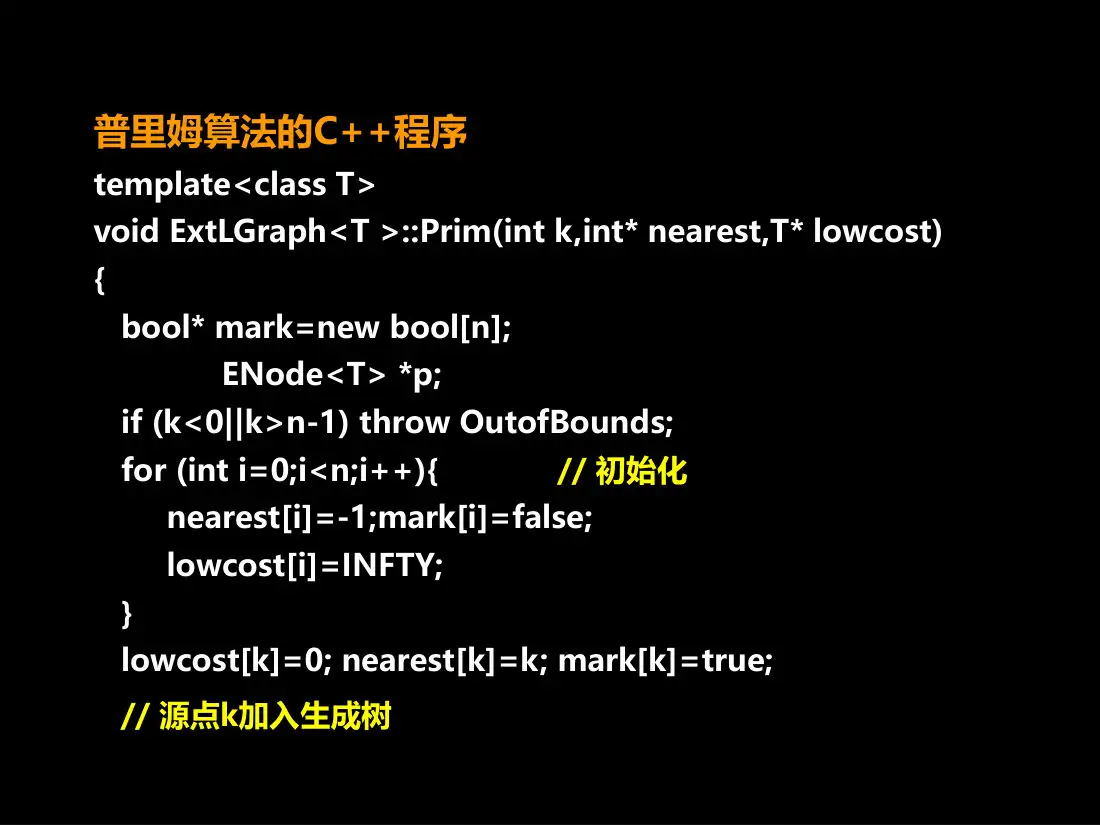 普里姆算法的C++程序
template<class T>
void ExtLGraph<T >::Prim(int k,int* nearest,T* lowcost)
{
bool* mark=new bool[n];
ENode<T> *p;
if (k<0||k>n-1) throw OutofBounds;
for (int i=0;i<n;i++){ // 初始化
nearest[i]=-1;mark[i]=false;
lowcost[i]=INFTY;
}
lowcost[k]=0; nearest[k]=k; mark[k]=true;
// 源点k加入生成树